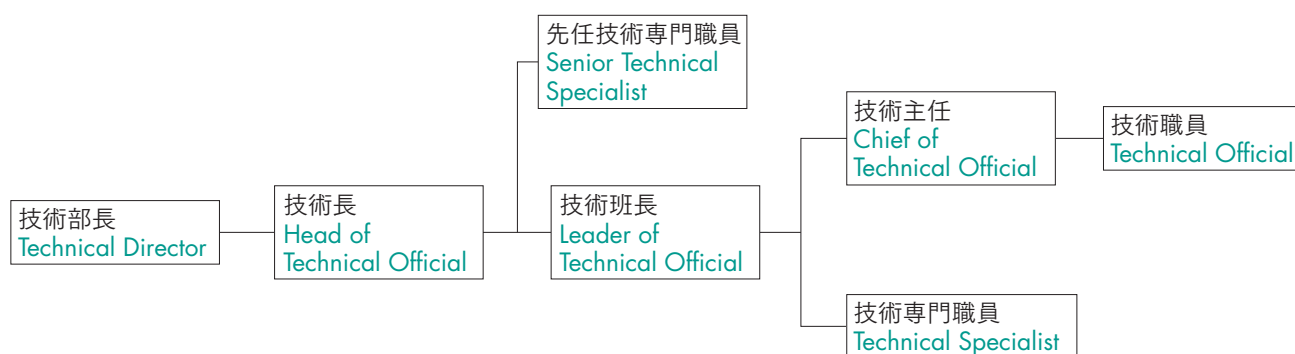 先任技術専門職員
Senior Technical
Specialist
技術主任
Chief of
Technical Official
技術職員
Technical Official
技術部長
Technical Director
技術長
Head of
Technical Official
技術班長
Leader of
Technical Official
技術専門職員
Technical Specialist